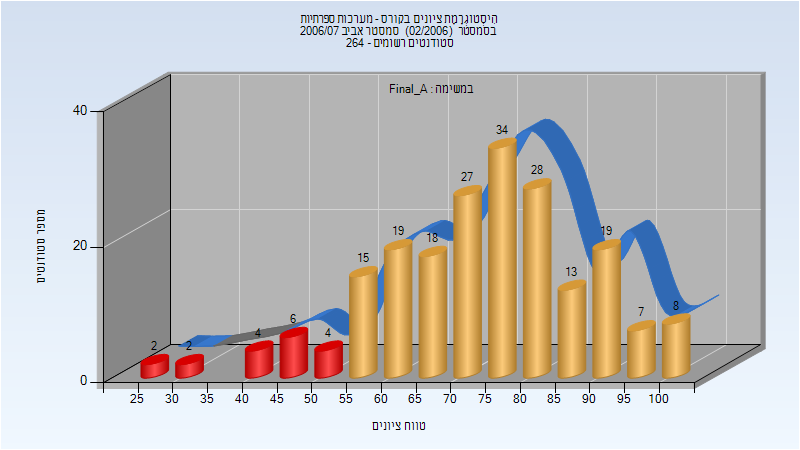 היסטוגרמת ציונים בקורס - מערכות ספרתיות
בסמסטר (02/2006) סמסטר אביב 2006/07
סטודנטים רשומים - 264
במשימה : Final_A
40
20
0
מספר סטודנטים
2
2
4
6
4
15
19
18
27
34
28
13
19
7
8
25 30 35 40 45 50 55 60 65 70 75 80 85 90 95 100
טווח ציונים